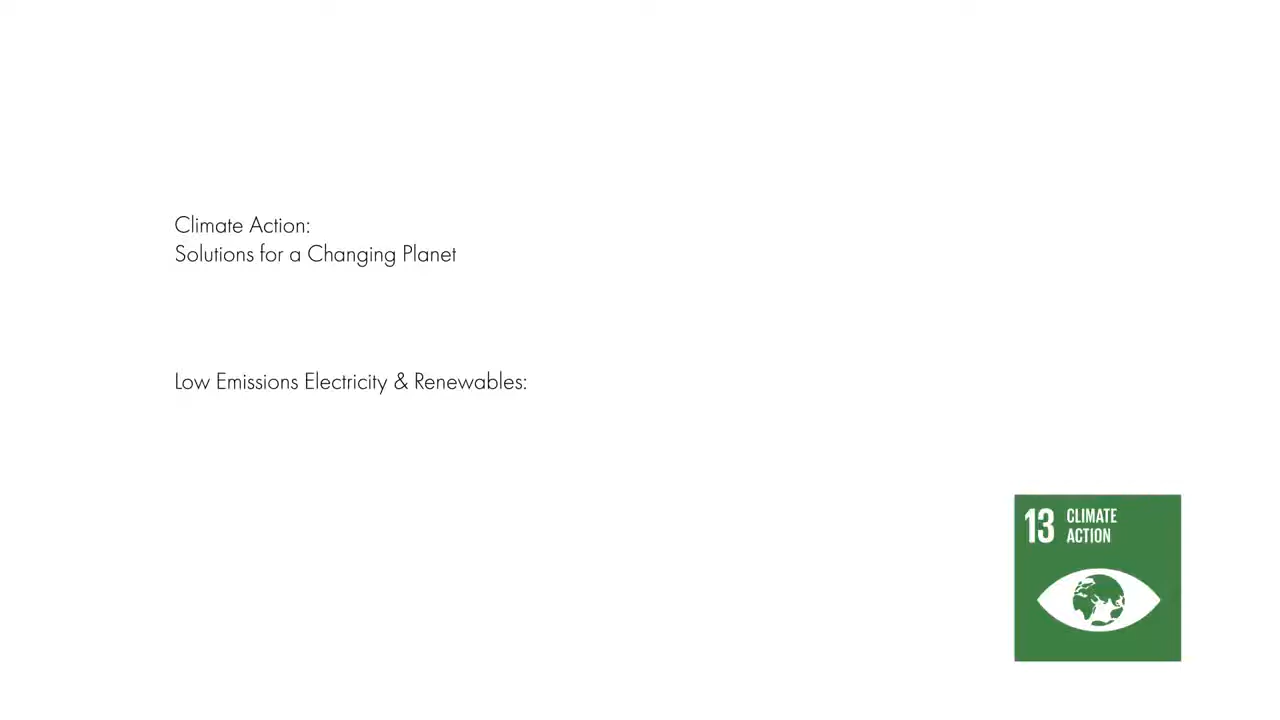 Climate Action:
Solutions for a Changing Planet
Low Emissions Electricity & Renewables:
13 CLIMATE
ACTION